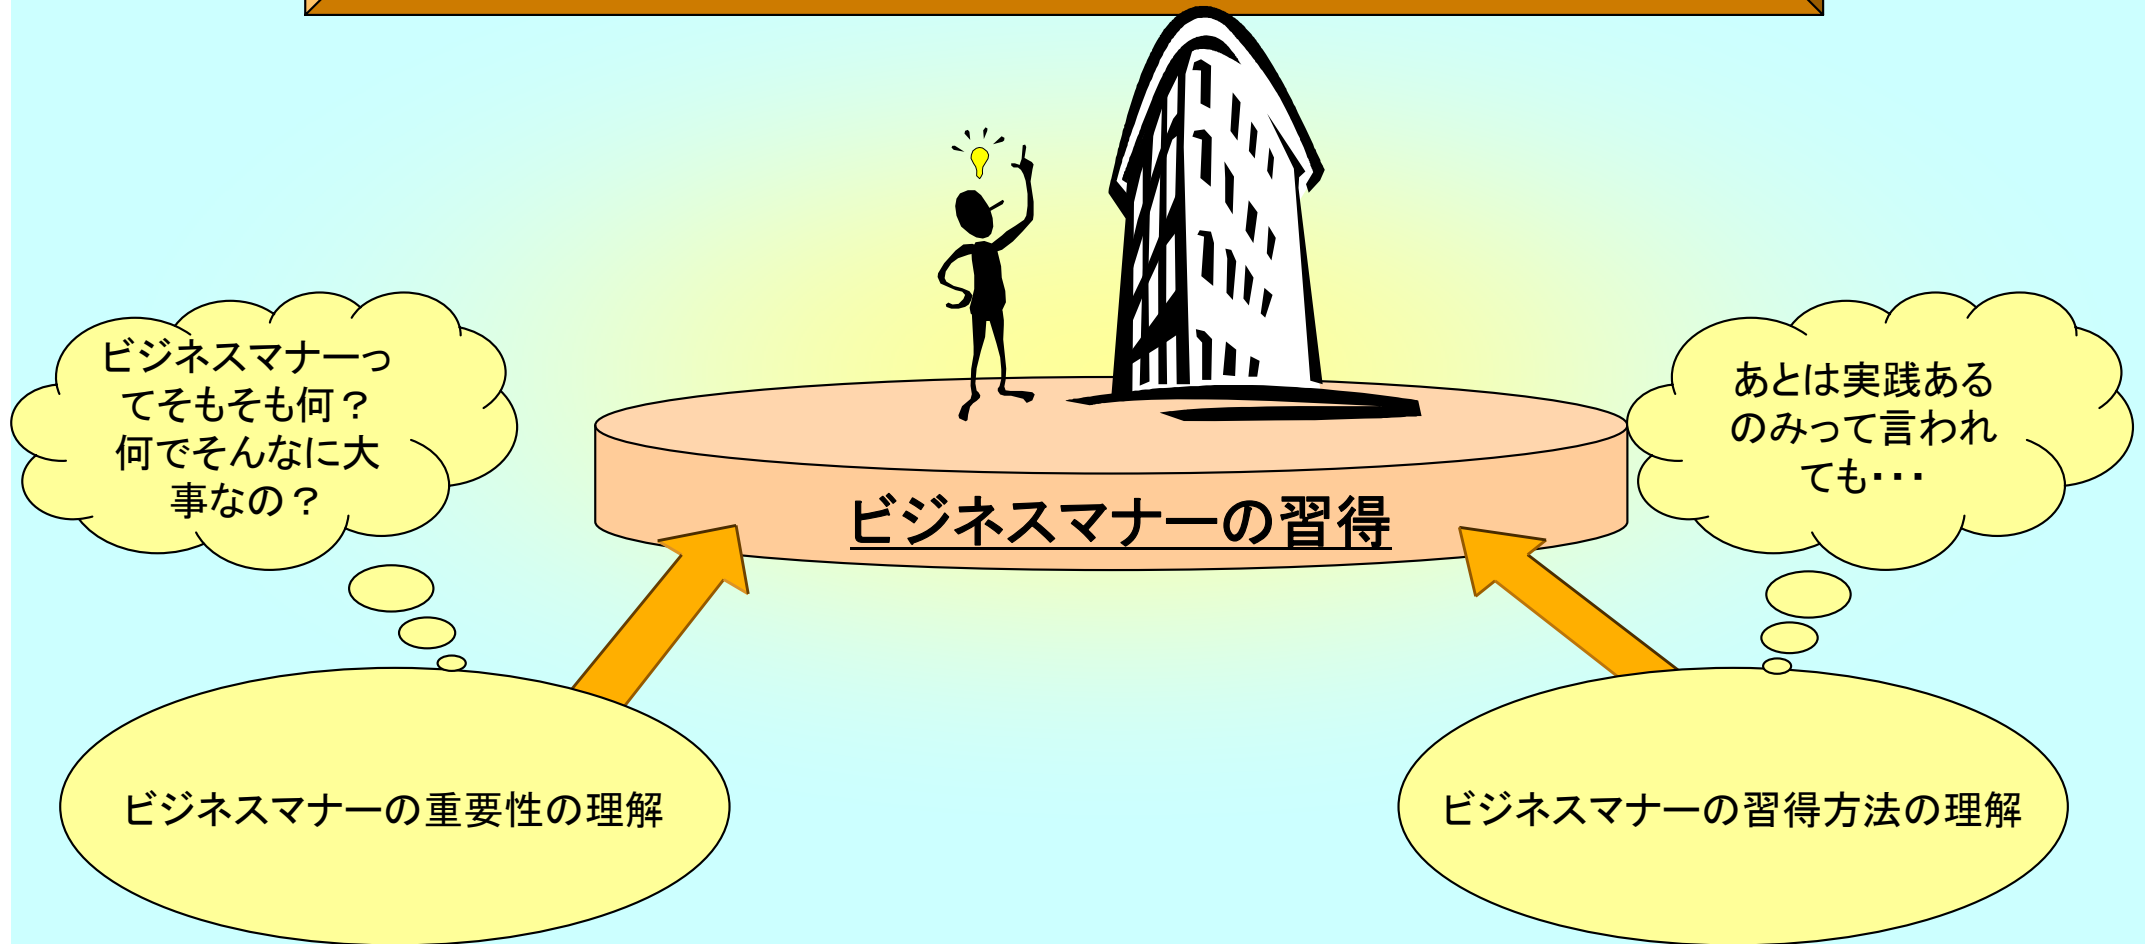 ビジネスマナーっ
てそもそも何？
何でそんなに大
事なの？
あとは実践ある
のみって言われ
ても・・・
ビジネスマナーの習得
ビジネスマナーの重要性の理解
ビジネスマナーの習得方法の理解